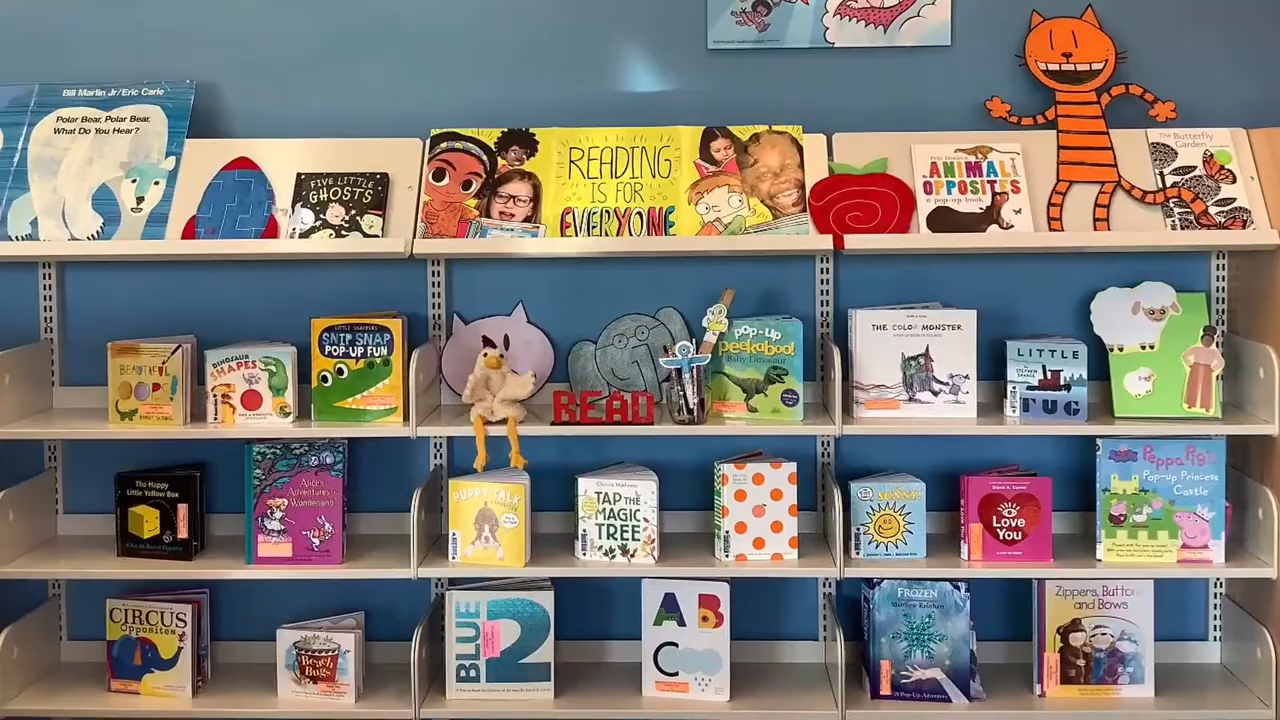 Bill Martin Jr/Eric Carle
Polar Bear, Polar Bear,
What Do You Hear?
FIVE LITTLE
GHOSTS
READING
IS FOR
EVERYONE
ANIMAL
OPPOSITES
a pop-up book
The Butterfly
Garden
BEAUTIFUL
DINOSAUR
SHAPES
LITTLE SNAPPERS
SNIP SNAP
POP-UP FUN
READ
POP-UP
peekaboo!
Baby Dinosaur
THE COLOR MONSTER
LITTLE
TUG
The Happy
Little Yellow Box
Alice's
Adventures in
Wonderland
PUPPY TALK
TAP THE
MAGIC
TREE
SUNNY!
I
Love
You
Peppa Pig
Pop-up Princess
Castle
CIRCUS
Opposites
Beach
Bugs
BLUE
2
A B
C
FROZEN
Matthew Reinhart
A Pop-Up Adventure
Zippers, Buttons
and Bows